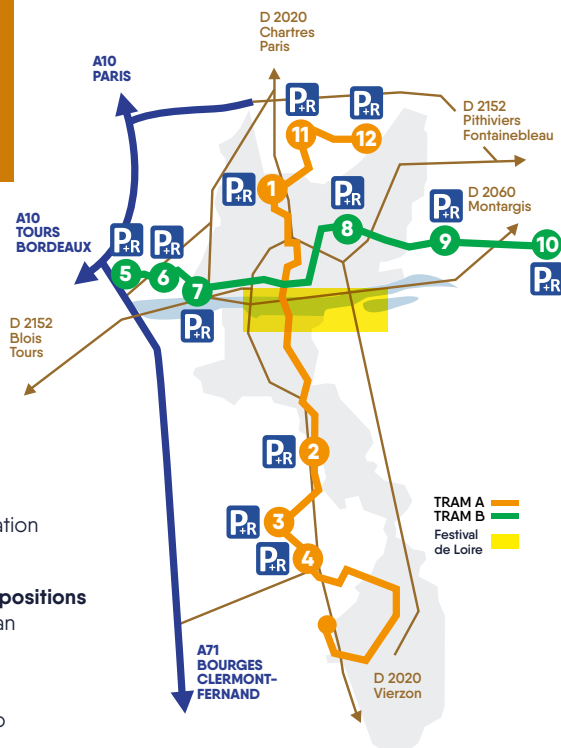 D 2020
Chartres
Paris
A10
PARIS
P+R
P+R
D 2152
Pithiviers
Fontainebleau
11
12
P+R
1
P+R
P+R
D 2060
Montargis
A10
TOURS
BORDEAUX
P+R
P+R
8
9
10
5
6
7
P+R
P+R
D 2152
Blois
Tours
P+R
2
P+R
3
P+R
4
TRAM A
TRAM B
Festival
de Loire
ation
positions
an
A71
BOURGES
CLERMONT-
FERNAND
D 2020
Vierzon